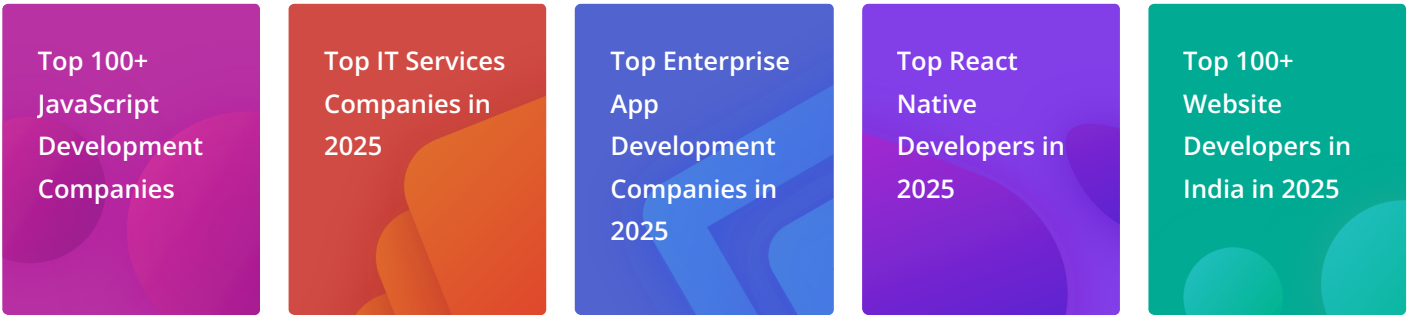 Top 100+
JavaScript
Development
Companies
Top IT Services
Companies in
2025
Top Enterprise
App
Development
Companies in
2025
Top React
Native
Developers in
2025
Top 100+
Website
Developers in
India in 2025